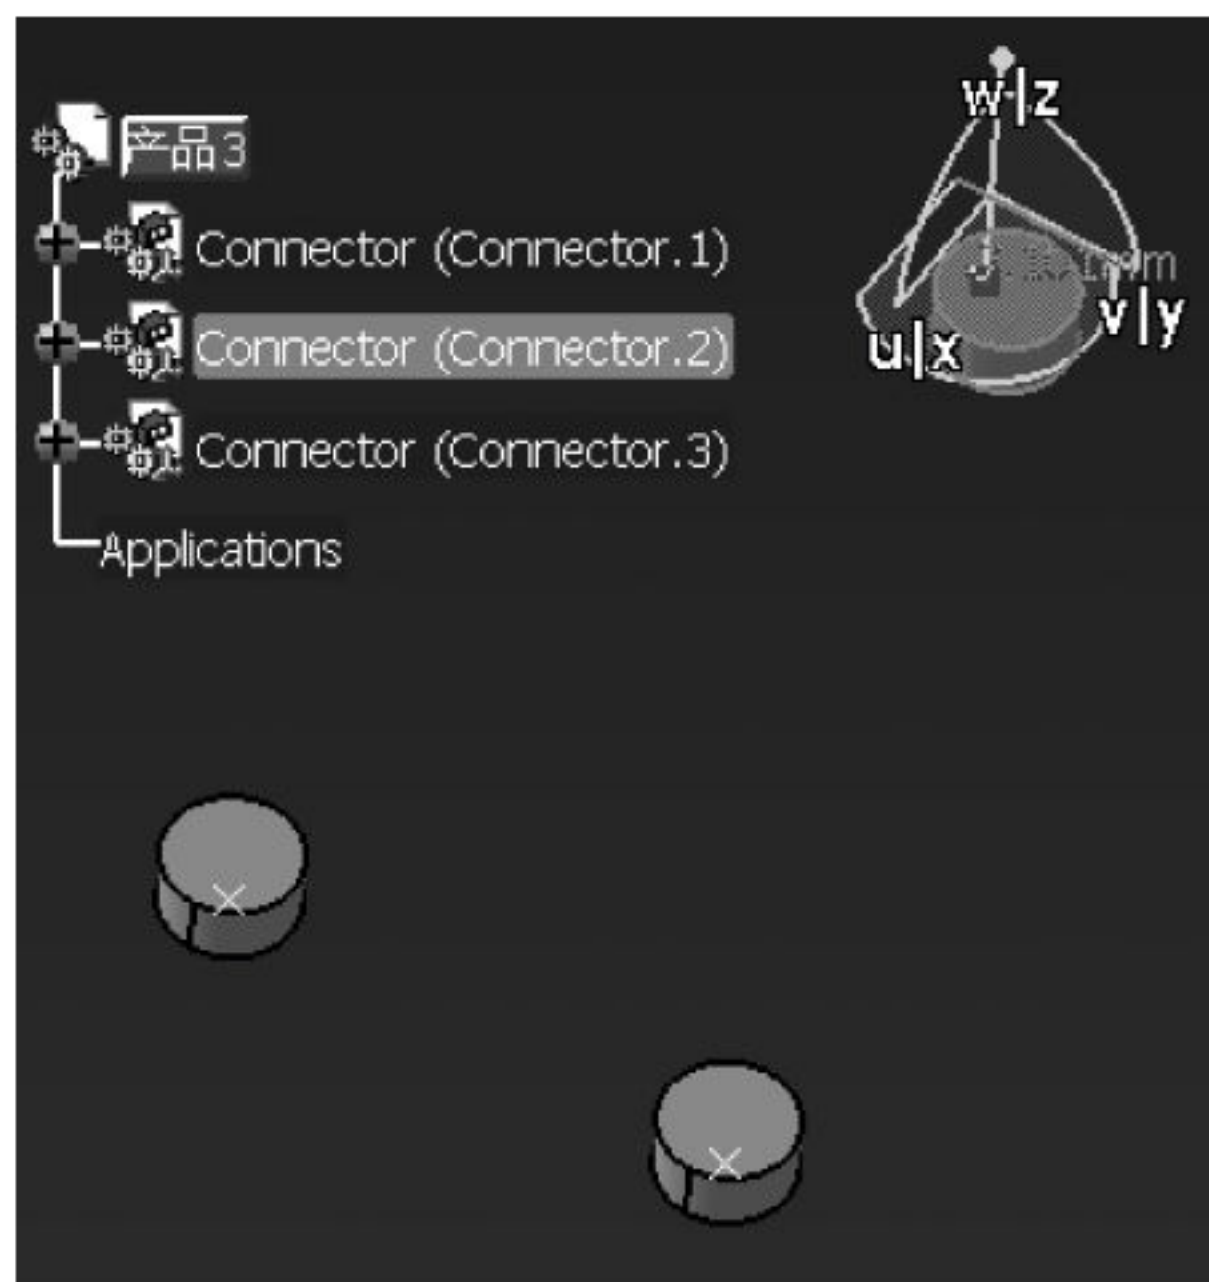 产品3
Connector (Connector.1)
Connector (Connector.2)
Connector (Connector.3)
Applications
w|z
v|y
u|x